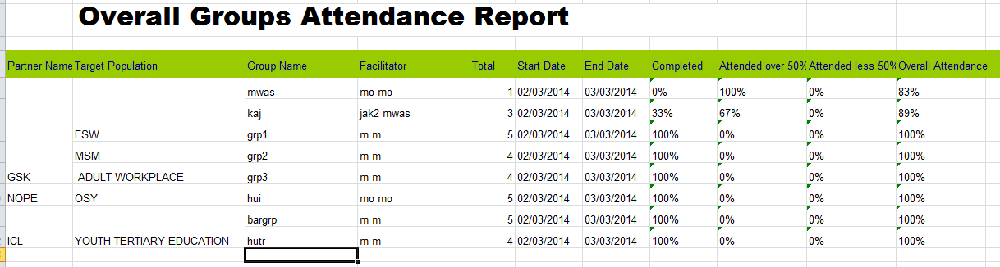 Overall Groups Attendance Report
Partner Name Target Population Group Name Facilitator Total Start Date End Date Completed Attended over 50% Attended less 50% Overall Attendance
mwas mo mo 1 02/03/2014 03/03/2014 0% 100% 0% 83%
kaj jak2 mwas 3 02/03/2014 03/03/2014 33% 67% 0% 89%
FSW grp1 m m 5 02/03/2014 03/03/2014 100% 0% 0% 100%
MSM grp2 m m 4 02/03/2014 03/03/2014 100% 0% 0% 100%
GSK ADULT WORKPLACE grp3 m m 4 02/03/2014 03/03/2014 100% 0% 0% 100%
NOPE OSY hui mo mo 5 02/03/2014 03/03/2014 100% 0% 0% 100%
bargrp m m 5 02/03/2014 03/03/2014 100% 0% 0% 100%
ICL YOUTH TERTIARY EDUCATION hutr m m 4 02/03/2014 03/03/2014 100% 0% 0% 100%